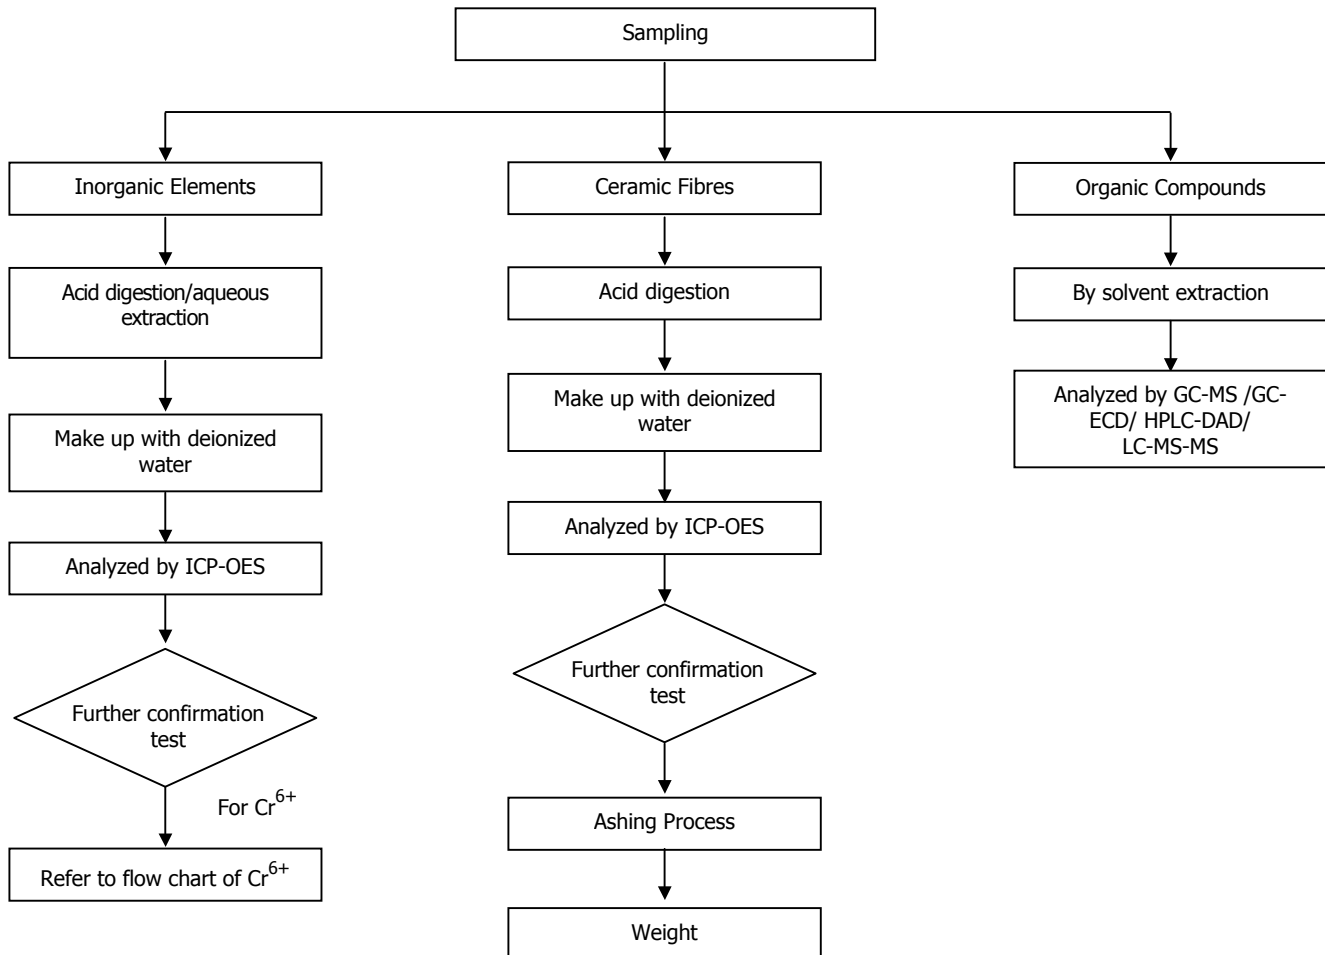 Sampling
Inorganic Elements
Ceramic Fibres
Organic Compounds
Acid digestion/aqueous
extraction
Acid digestion
By solvent extraction
Make up with deionized
water
Make up with deionized
water
Analyzed by GC-MS /GC-
ECD/ HPLC-DAD/
LC-MS-MS
Analyzed by ICP-OES
Analyzed by ICP-OES
Further confirmation
test
Further confirmation
test
For Cr⁶⁺
Ashing Process
Refer to flow chart of Cr⁶⁺
Weight